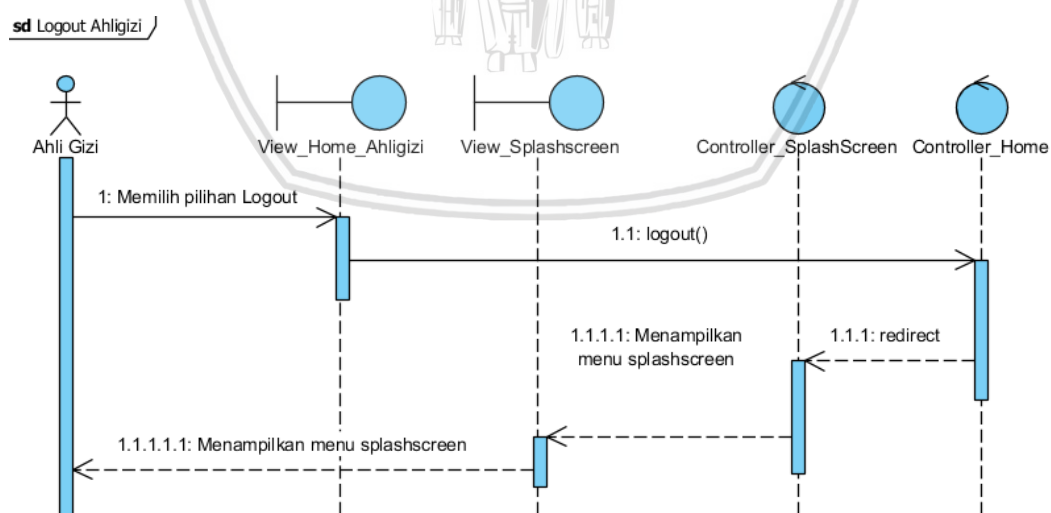 sd Logout Ahligizi
Ahli Gizi
View_Home_Ahligizi
View_Splashscreen
Controller_SplashScreen
Controller_Home
1: Memilih pilihan Logout
1.1: logout()
1.1.1.1: Menampilkan
menu splashscreen
1.1.1: redirect
1.1.1.1.1: Menampilkan menu splashscreen